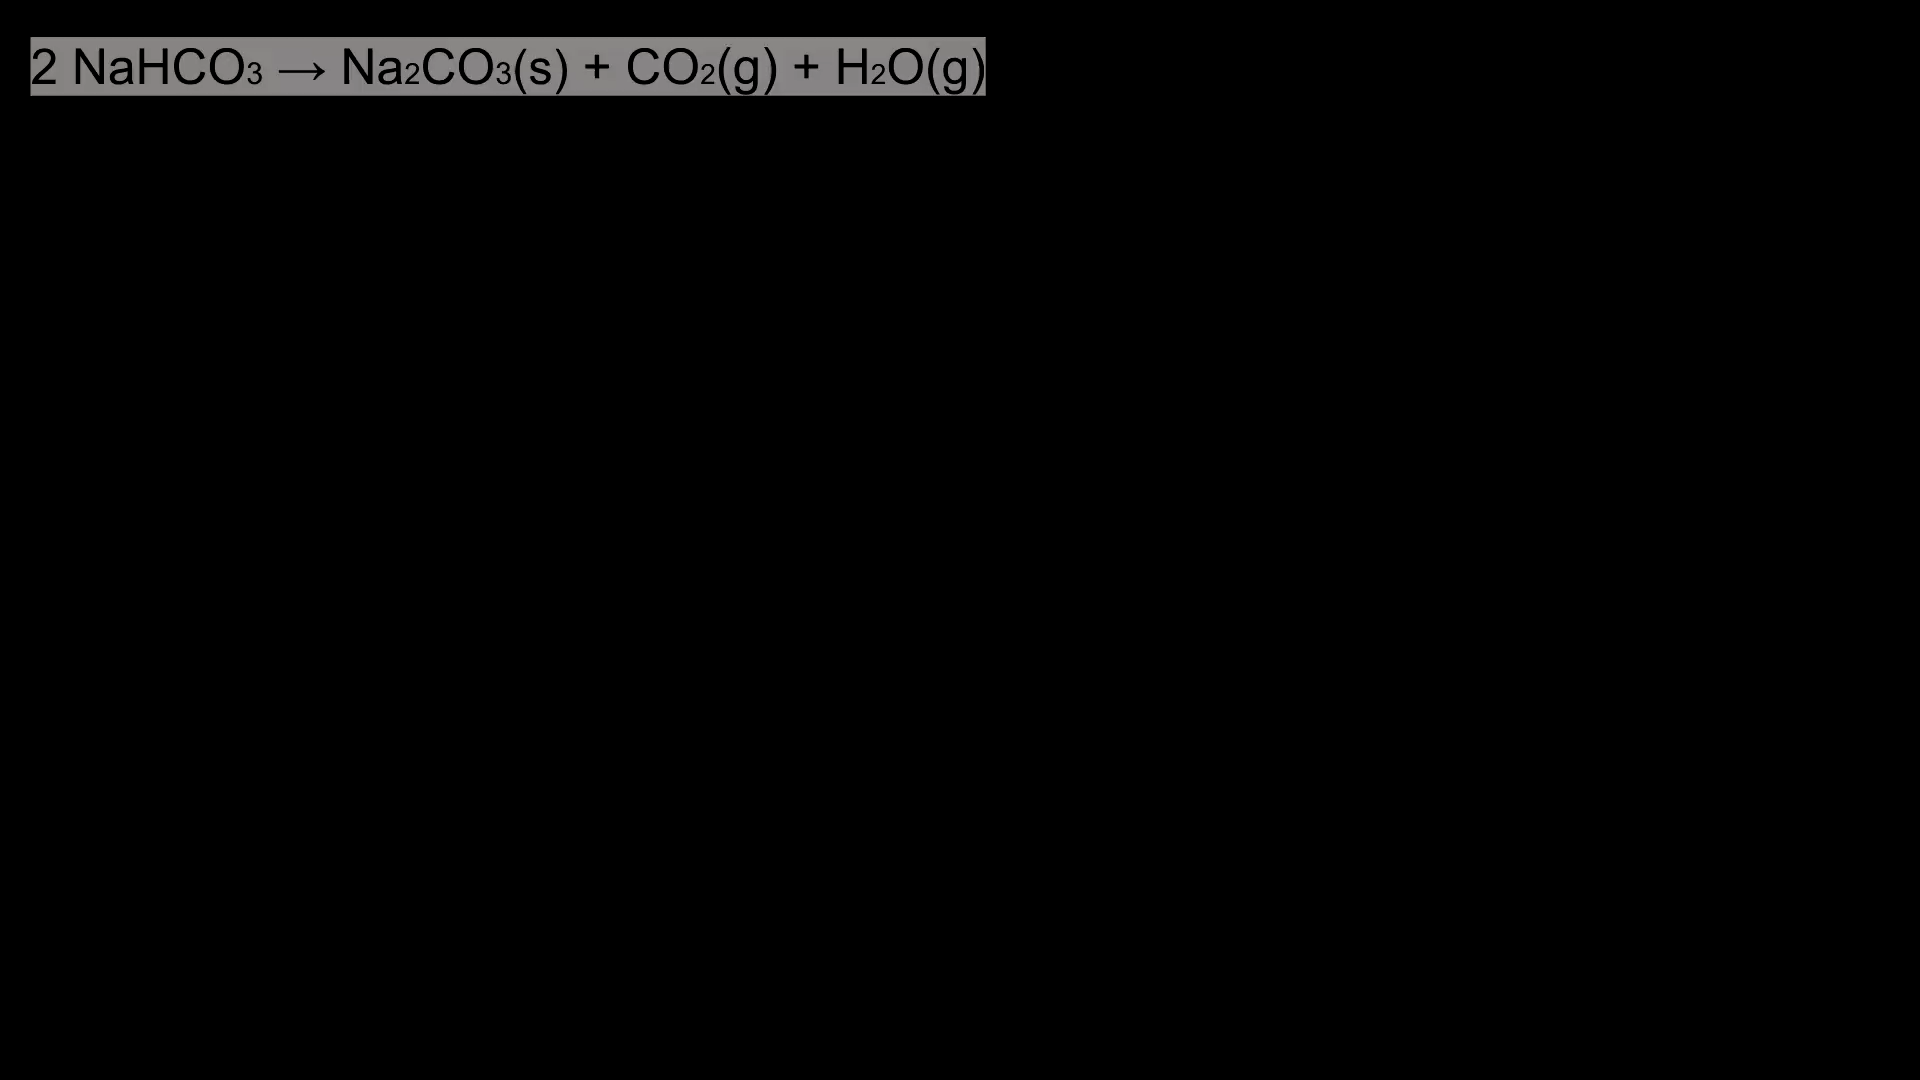 2 NaHCO₃ → Na₂CO₃(s) + CO₂(g) + H₂O(g)